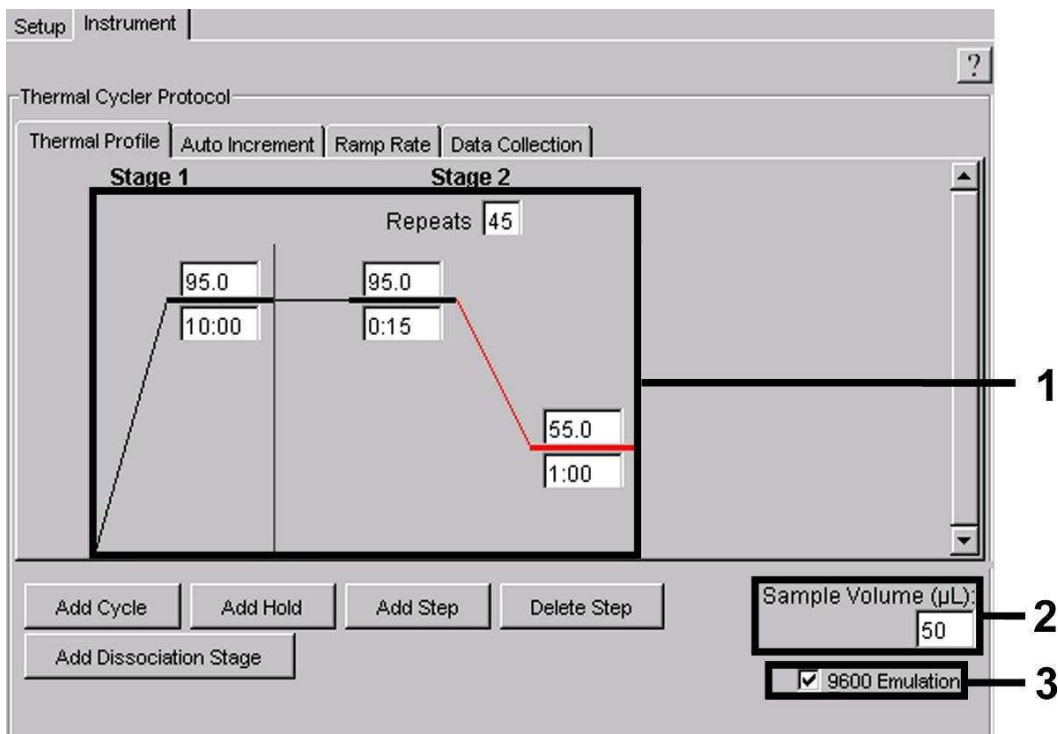 Setup Instrument
?
Thermal Cycler Protocol
Thermal Profile Auto Increment Ramp Rate Data Collection
Stage 1 Stage 2
Repeats 45
95.0 95.0
10:00 0:15
1
55.0
1:00
Add Cycle Add Hold Add Step Delete Step
Sample Volume (µL):
50
2
Add Dissociation Stage
9600 Emulation
3